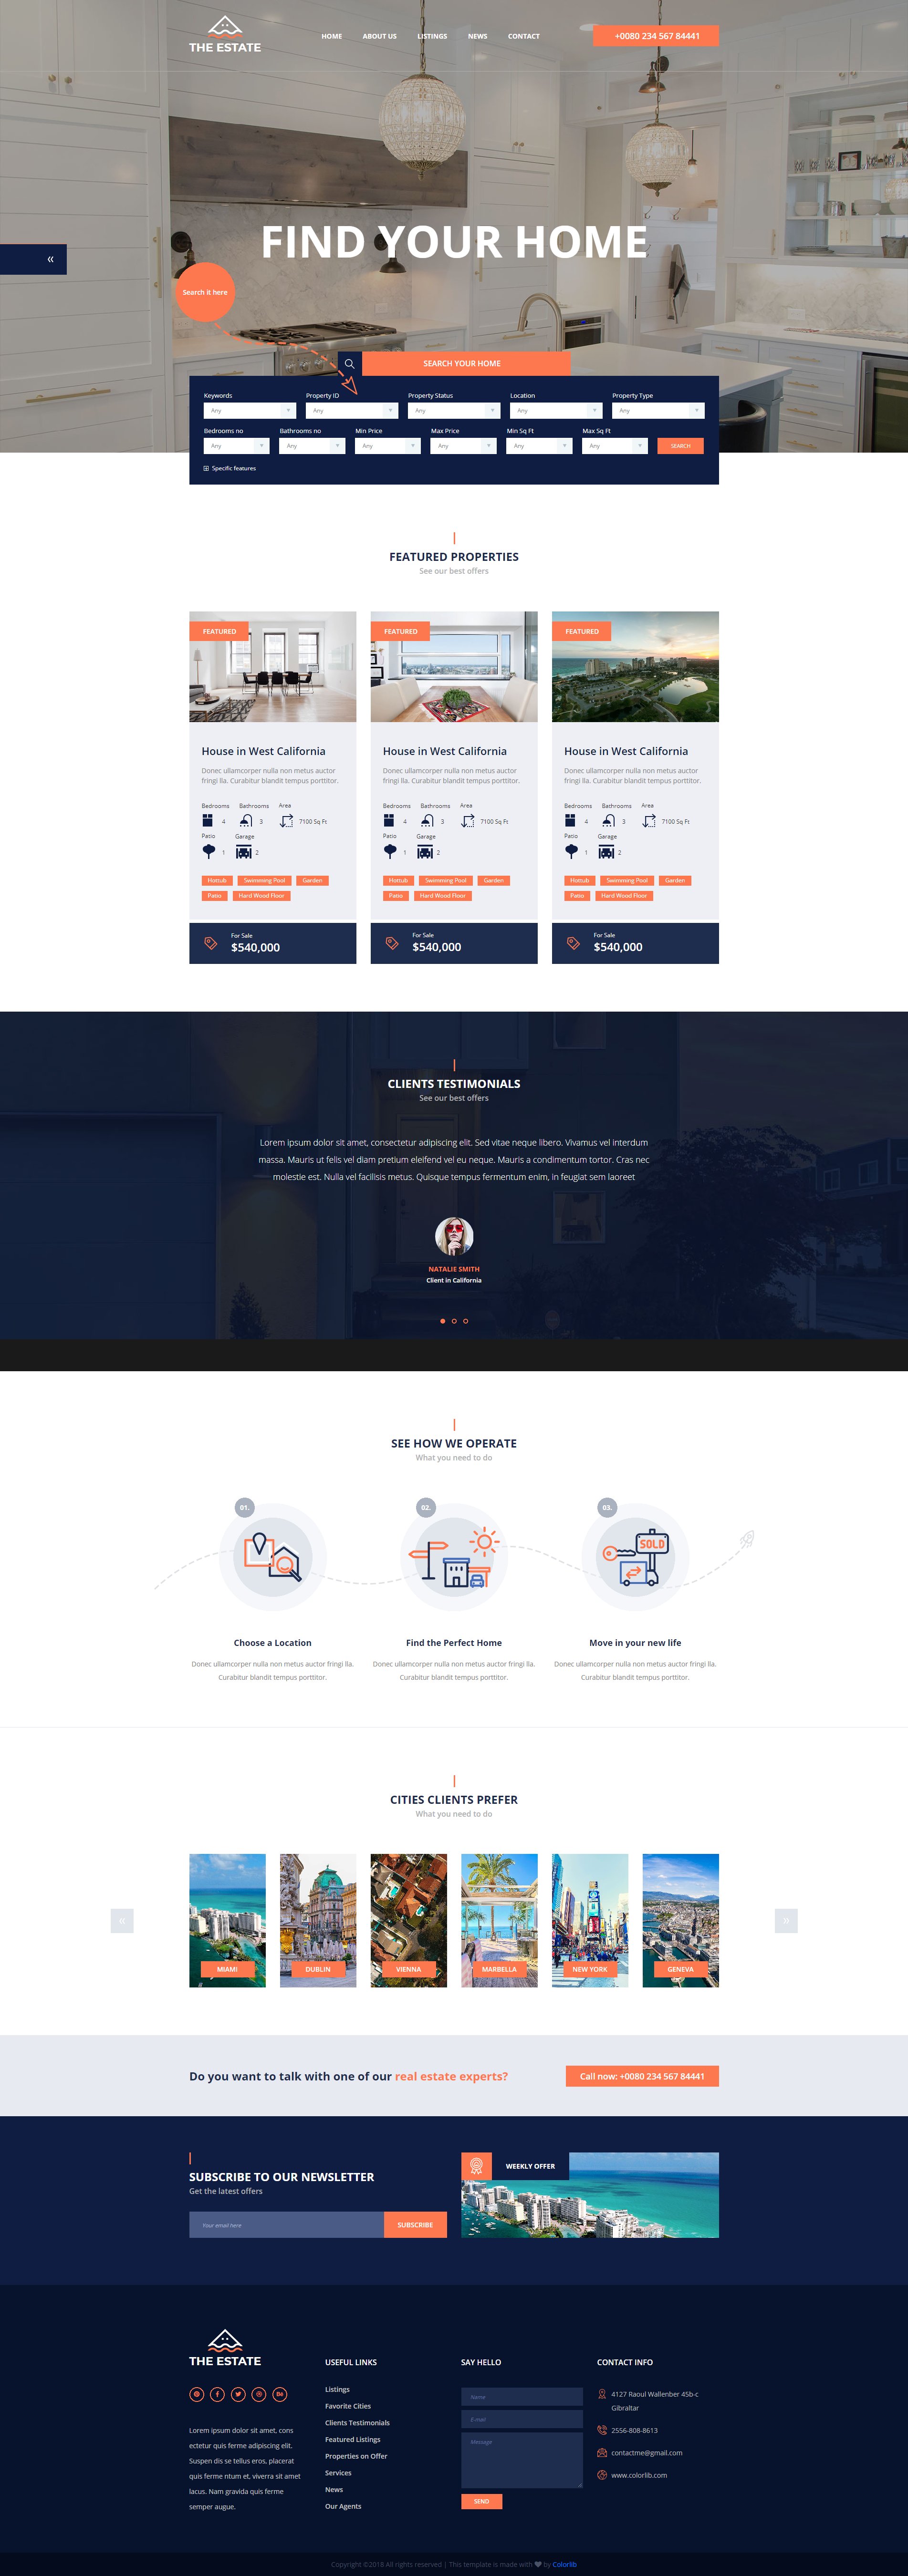 THE ESTATE
HOME ABOUT US LISTINGS NEWS CONTACT
+0080 234 567 84441
FIND YOUR HOME
«
Search it here
SEARCH YOUR HOME
Keywords Property ID Property Status Location Property Type
Any Any Any Any Any
Bedrooms no Bathrooms no Min Price Max Price Min Sq Ft Max Sq Ft
Any Any Any Any Any Any SEARCH
Specific features
FEATURED PROPERTIES
See our best offers
FEATURED
House in West California
Donec ullamcorper nulla non metus auctor
fringi lla. Curabitur blandit tempus porttitor.
Bedrooms Bathrooms Area
4 3 7100 Sq Ft
Patio Garage
1 2
Hottub Swimming Pool Garden
Patio Hard Wood Floor
For Sale
$540,000
FEATURED
House in West California
Donec ullamcorper nulla non metus auctor
fringi lla. Curabitur blandit tempus porttitor.
Bedrooms Bathrooms Area
4 3 7100 Sq Ft
Patio Garage
1 2
Hottub Swimming Pool Garden
Patio Hard Wood Floor
For Sale
$540,000
FEATURED
House in West California
Donec ullamcorper nulla non metus auctor
fringi lla. Curabitur blandit tempus porttitor.
Bedrooms Bathrooms Area
4 3 7100 Sq Ft
Patio Garage
1 2
Hottub Swimming Pool Garden
Patio Hard Wood Floor
For Sale
$540,000
CLIENTS TESTIMONIALS
See our best offers
Lorem ipsum dolor sit amet, consectetur adipiscing elit. Sed vitae neque libero. Vivamus vel interdum
massa. Mauris ut felis vel diam pretium eleifend vel eu neque. Mauris a condimentum tortor. Cras nec
molestie est. Nulla vel facilisis metus. Quisque tempus fermentum enim, in feugiat sem laoreet
NATALIE SMITH
Client in California
SEE HOW WE OPERATE
What you need to do
01. 02. 03.
SOLD
Choose a Location
Donec ullamcorper nulla non metus auctor fringi lla.
Curabitur blandit tempus porttitor.
Find the Perfect Home
Donec ullamcorper nulla non metus auctor fringi lla.
Curabitur blandit tempus porttitor.
Move in your new life
Donec ullamcorper nulla non metus auctor fringi lla.
Curabitur blandit tempus porttitor.
CITIES CLIENTS PREFER
What you need to do
« »
MIAMI DUBLIN VIENNA MARBELLA NEW YORK GENEVA
Do you want to talk with one of our real estate experts?
Call now: +0080 234 567 84441
SUBSCRIBE TO OUR NEWSLETTER
Get the latest offers
Your email here SUBSCRIBE
WEEKLY OFFER
THE ESTATE
Bē
Lorem ipsum dolor sit amet, cons
ectetur quis ferme adipiscing elit.
Suspen dis se tellus eros, placerat
quis ferme ntum et, viverra sit amet
lacus. Nam gravida quis ferme
semper augue.
USEFUL LINKS
Listings
Favorite Cities
Clients Testimonials
Featured Listings
Properties on Offer
Services
News
Our Agents
SAY HELLO
Name
E-mail
Message
SEND
CONTACT INFO
4127 Raoul Wallenber 45b-c
Gibraltar
2556-808-8613
contactme@gmail.com
www.colorlib.com
Copyright ©2018 All rights reserved | This template is made with ♥ by Colorlib